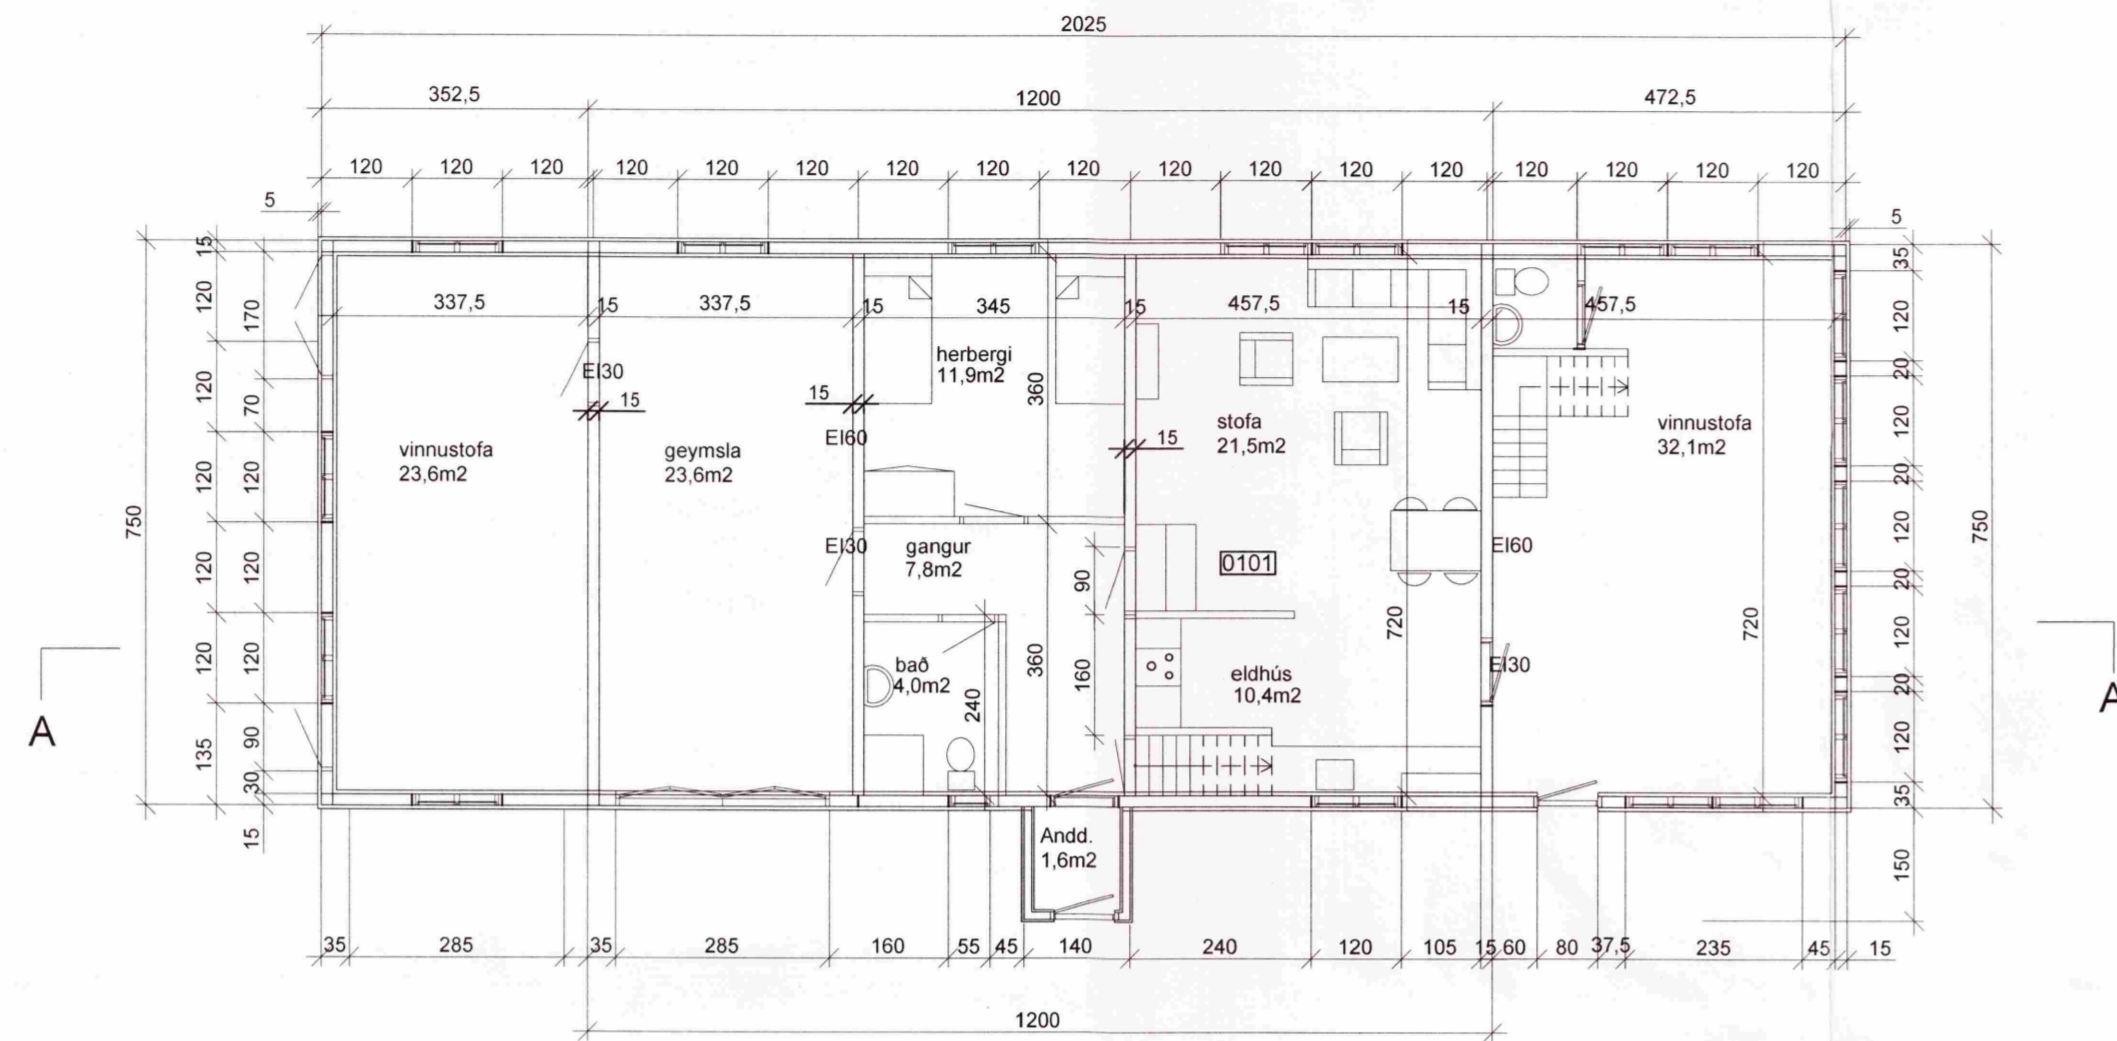 2025
352,5
1200
472,5
120 120 120 120 120 120 120 120 120 120 120 120 120 120 120 120 120
5
5
15
35
337,5
15
337,5
15
345
15
457,5
15
457,5
120
170
120
EI30
herbergi
11,9m2
360
20
120
70
15
15
EI60
15
vinnustofa
23,6m2
geymsla
23,6m2
stofa
21,5m2
vinnustofa
32,1m2
120
20
120
120
750
750
120
EI30
gangur
7,8m2
0101
EI60
120
120
90
20
720
720
120
120
120
bað
4,0m2
240
360
160
eldhús
10,4m2
EI30
20
A
A
135
90
30
120
35
15
Andd.
1,6m2
150
35
285
35
285
160
55
45
140
240
120
105
15
60
80
37,5
235
45
15
1200